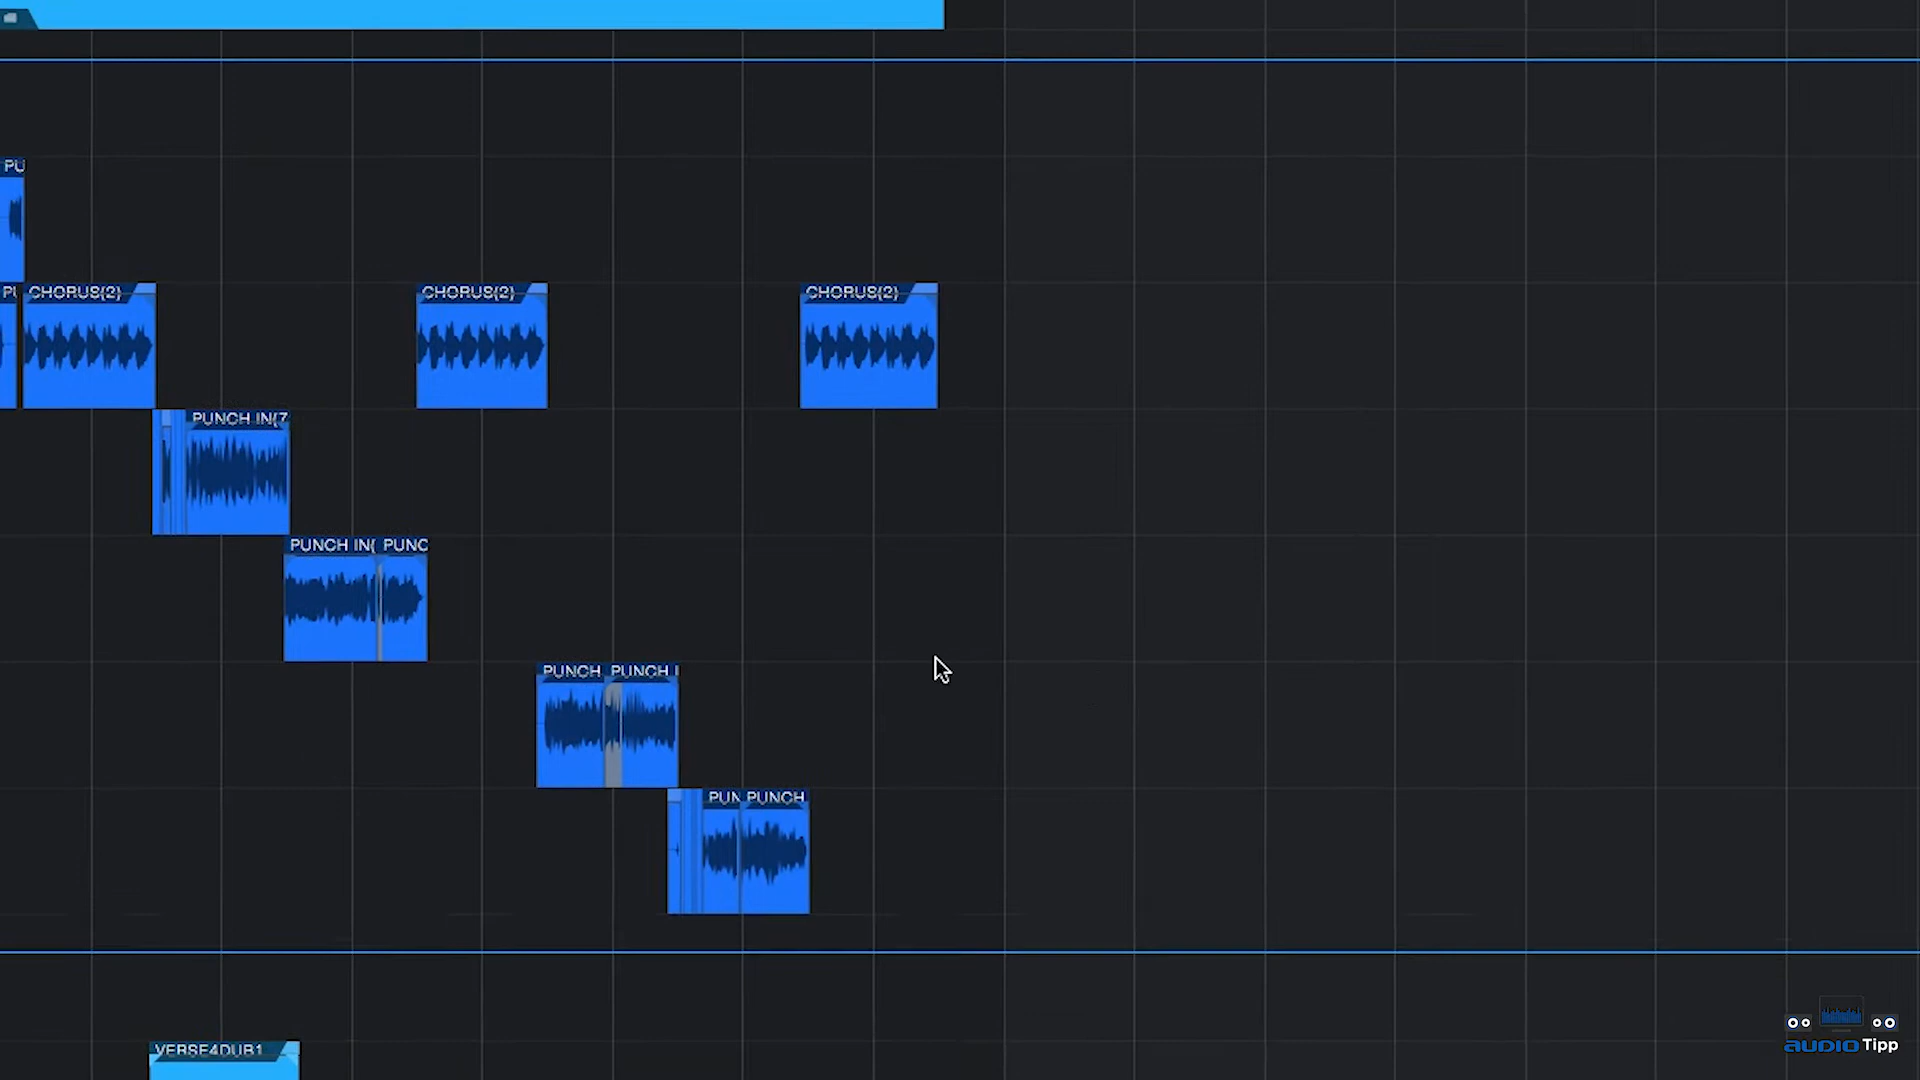 PU
PU
CHORUS(2)
CHORUS(2)
CHORUS(2)
PUNCH IN(7
PUNCH IN(
PUNC
PUNCH
PUNCH I
PUN
PUNCH
VERSE4DUB1
AUDIO Tipp